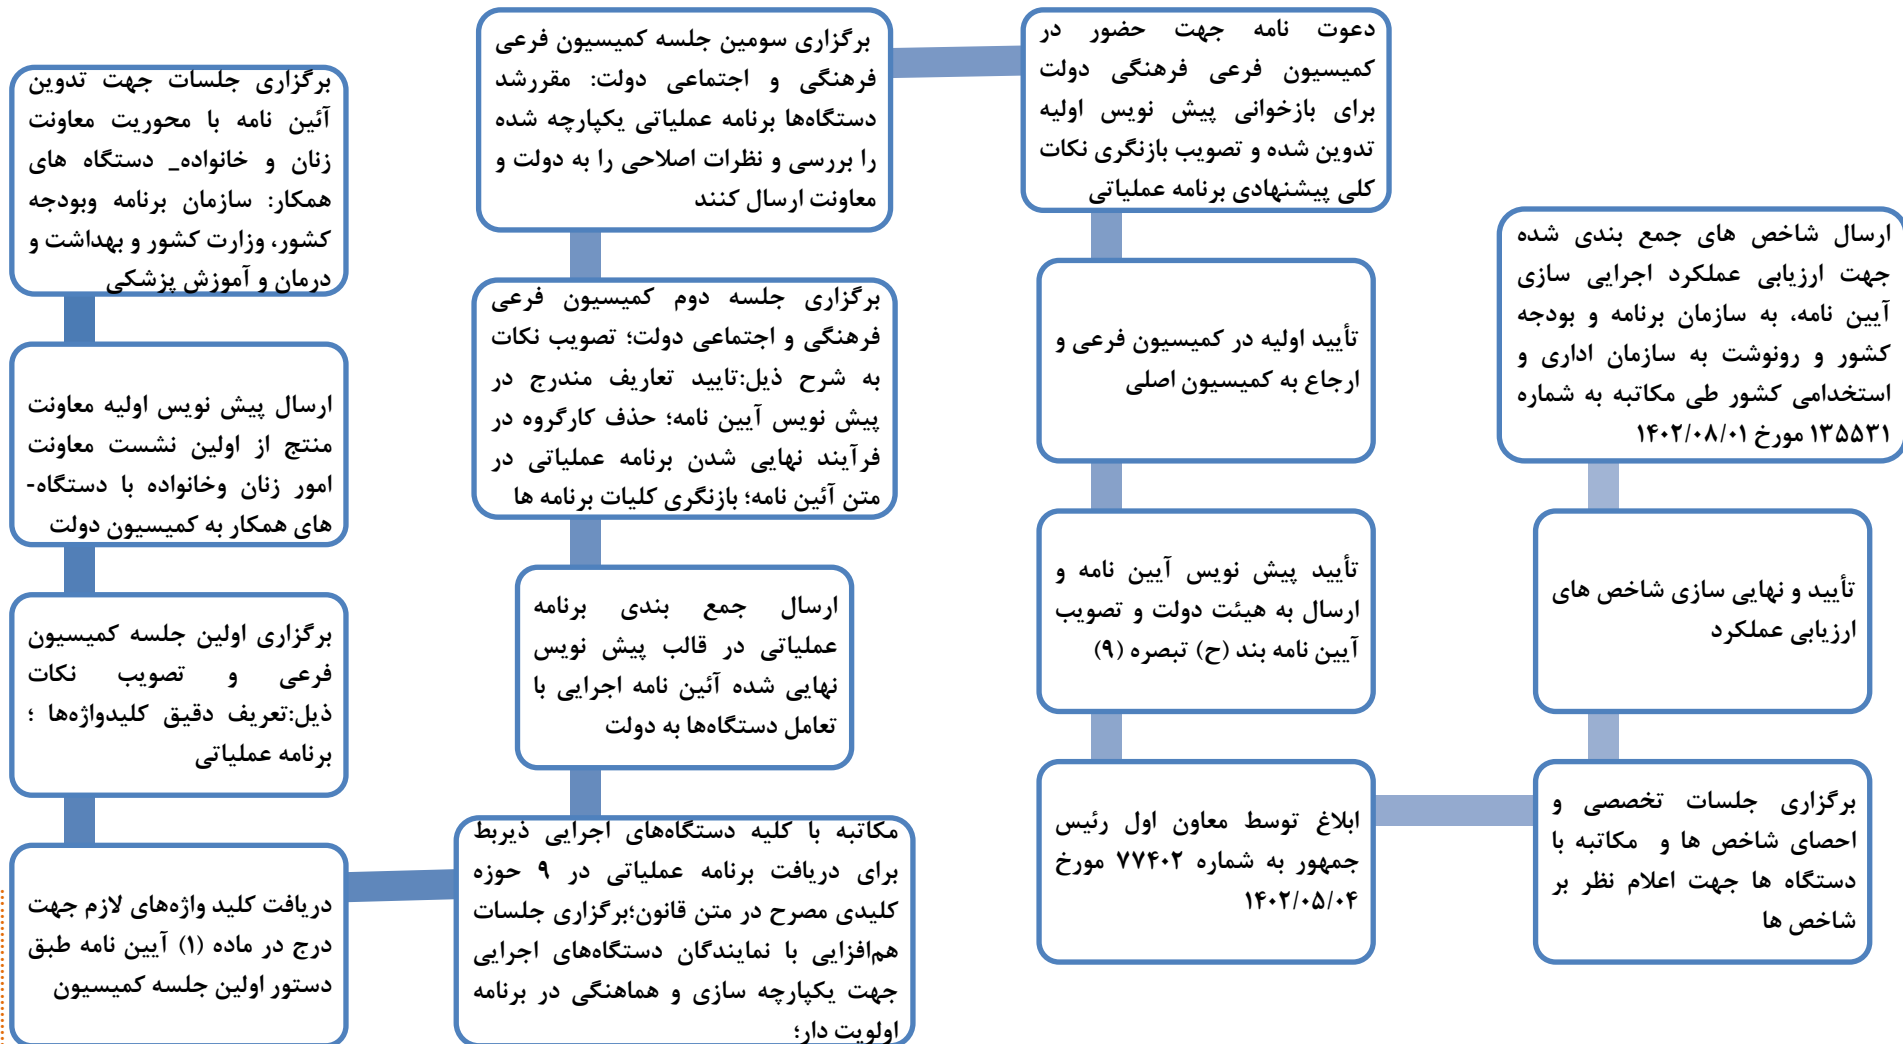 برگزاری جلسات جهت تدوین
آئین نامه با محوریت معاونت
زنان و خانواده_ دستگاه های
همکار: سازمان برنامه وبودجه
کشور، وزارت کشور و بهداشت و
درمان و آموزش پزشکی
ارسال پیش نویس اولیه معاونت
منتج از اولین نشست معاونت
امور زنان وخانواده با دستگاه-
های همکار به کمیسیون دولت
برگزاری اولین جلسه کمیسیون
فرعی و تصویب نکات
ذیل:تعریف دقیق کلیدواژه‌ها ؛
برنامه عملیاتی
دریافت کلید واژه‌های لازم جهت
درج در ماده (۱) آیین نامه طبق
دستور اولین جلسه کمیسیون
مکاتبه با کلیه دستگاه‌های اجرایی ذیربط
برای دریافت برنامه عملیاتی در ۹ حوزه
کلیدی مصرح در متن قانون؛برگزاری جلسات
هم‌افزایی با نمایندگان دستگاه‌های اجرایی
جهت یکپارچه سازی و هماهنگی در برنامه
اولویت دار؛
ارسال جمع بندی برنامه
عملیاتی در قالب پیش نویس
نهایی شده آئین نامه اجرایی با
تعامل دستگاه‌ها به دولت
برگزاری جلسه دوم کمیسیون فرعی
فرهنگی و اجتماعی دولت؛ تصویب نکات
به شرح ذیل:تایید تعاریف مندرج در
پیش نویس آیین نامه؛ حذف کارگروه در
فرآیند نهایی شدن برنامه عملیاتی در
متن آئین نامه؛ بازنگری کلیات برنامه ها
برگزاری سومین جلسه کمیسیون فرعی
فرهنگی و اجتماعی دولت: مقررشد
دستگاه‌ها برنامه عملیاتی یکپارچه شده
را بررسی و نظرات اصلاحی را به دولت و
معاونت ارسال کنند
دعوت نامه جهت حضور در
کمیسیون فرعی فرهنگی دولت
برای بازخوانی پیش نویس اولیه
تدوین شده و تصویب بازنگری نکات
کلی پیشنهادی برنامه عملیاتی
تأیید اولیه در کمیسیون فرعی و
ارجاع به کمیسیون اصلی
تأیید پیش نویس آیین نامه و
ارسال به هیئت دولت و تصویب
آیین نامه بند (ح) تبصره (۹)
ابلاغ توسط معاون اول رئیس
جمهور به شماره ۷۷۴۰۲ مورخ
۱۴۰۲/۰۵/۰۴
برگزاری جلسات تخصصی و
احصای شاخص ها و مکاتبه با
دستگاه ها جهت اعلام نظر بر
شاخص ها
تأیید و نهایی سازی شاخص های
ارزیابی عملکرد
ارسال شاخص های جمع بندی شده
جهت ارزیابی عملکرد اجرایی سازی
آیین نامه، به سازمان برنامه و بودجه
کشور و رونوشت به سازمان اداری و
استخدامی کشور طی مکاتبه به شماره
۱۳۵۵۳۱ مورخ ۱۴۰۲/۰۸/۰۱